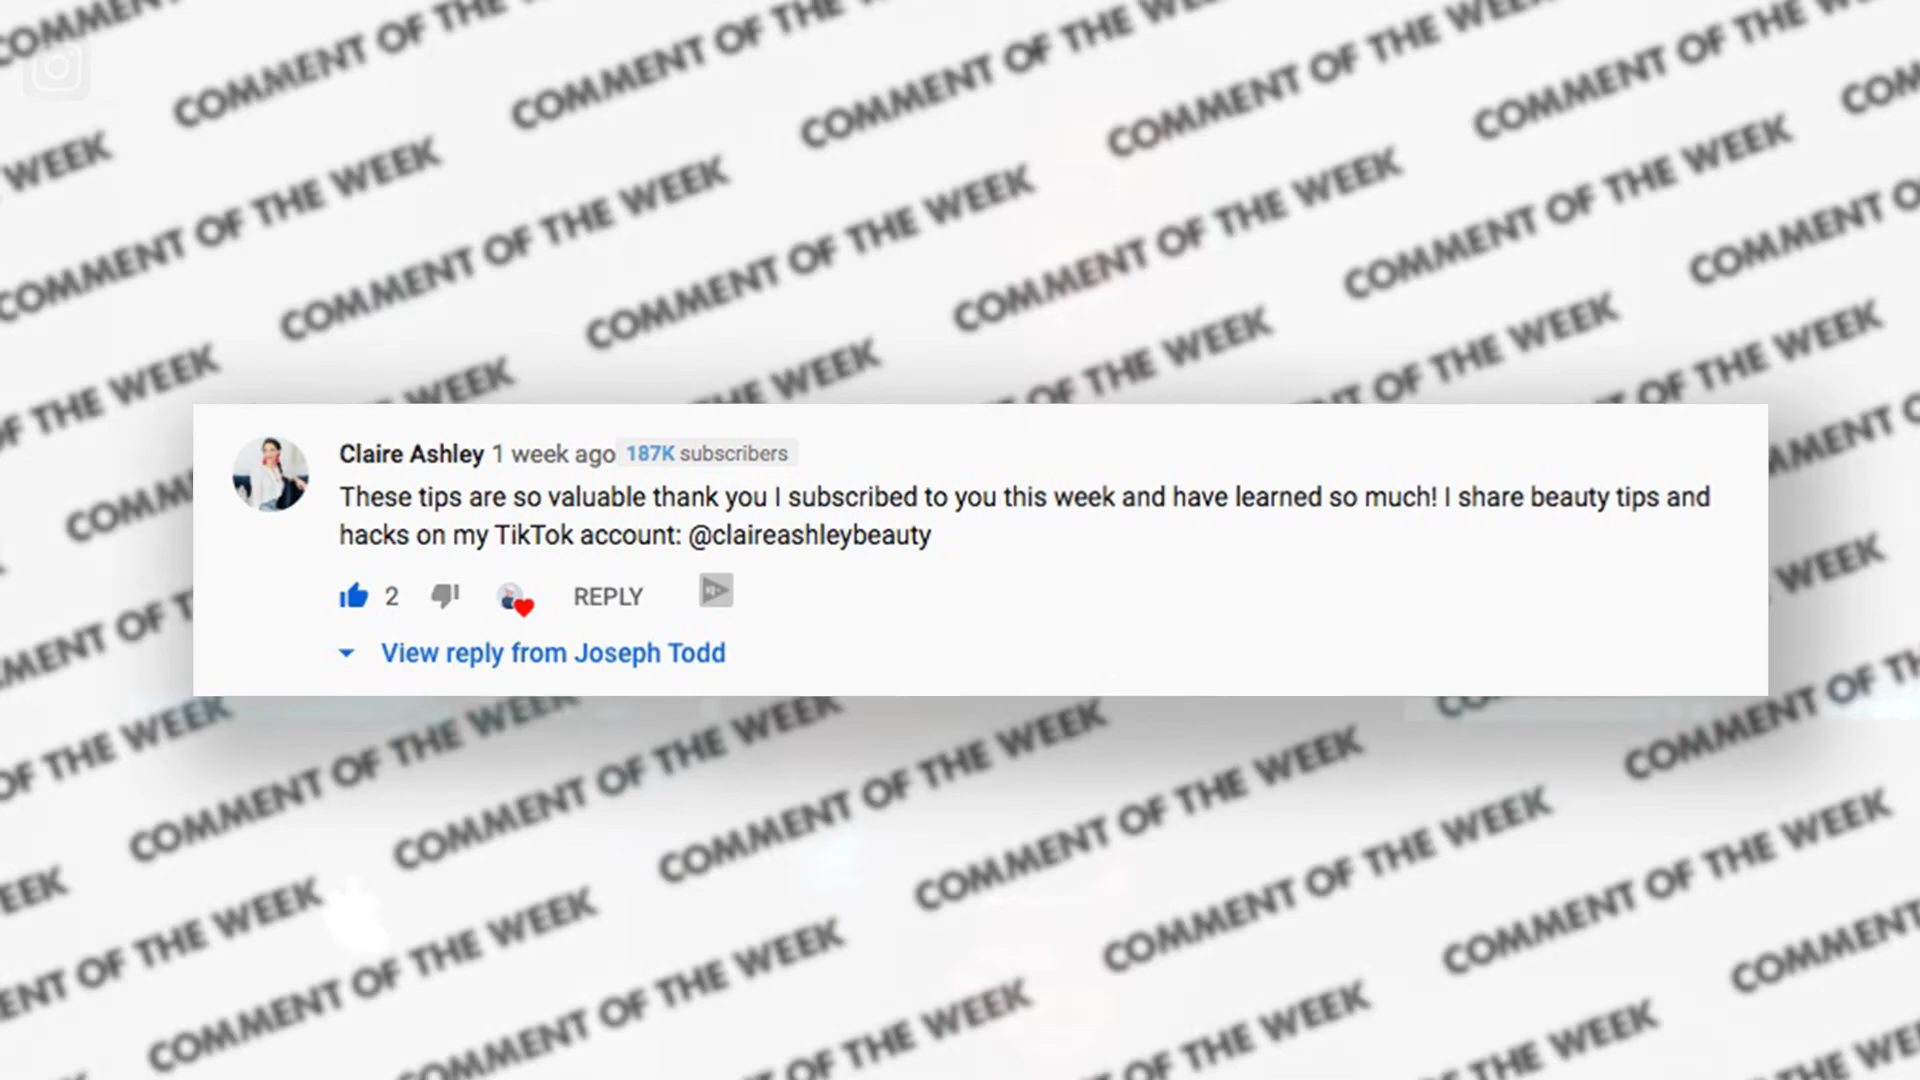 COMMENT OF THE WEEK
Claire Ashley 1 week ago 187K subscribers
These tips are so valuable thank you I subscribed to you this week and have learned so much! I share beauty tips and
hacks on my TikTok account: @claireashleybeauty
2 REPLY
View reply from Joseph Todd